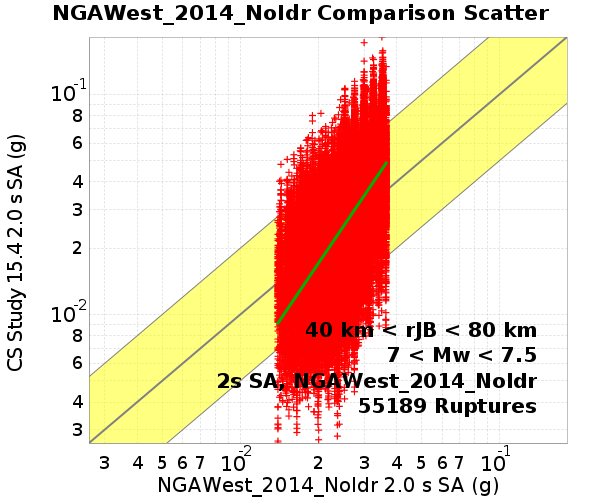 NGAWest_2014_NoIdr Comparison Scatter
CS Study 15.4 2.0 s SA (g)
10-1
8
6
4
3
2
10-2
8
6
4
3
40 km < rJB < 80 km
7 < Mw < 7.5
2s SA, NGAWest_2014_NoIdr
55189 Ruptures
3 4 5 6 7 10-2 2 3 4 5 6 7 10-1
NGAWest_2014_NoIdr 2.0 s SA (g)